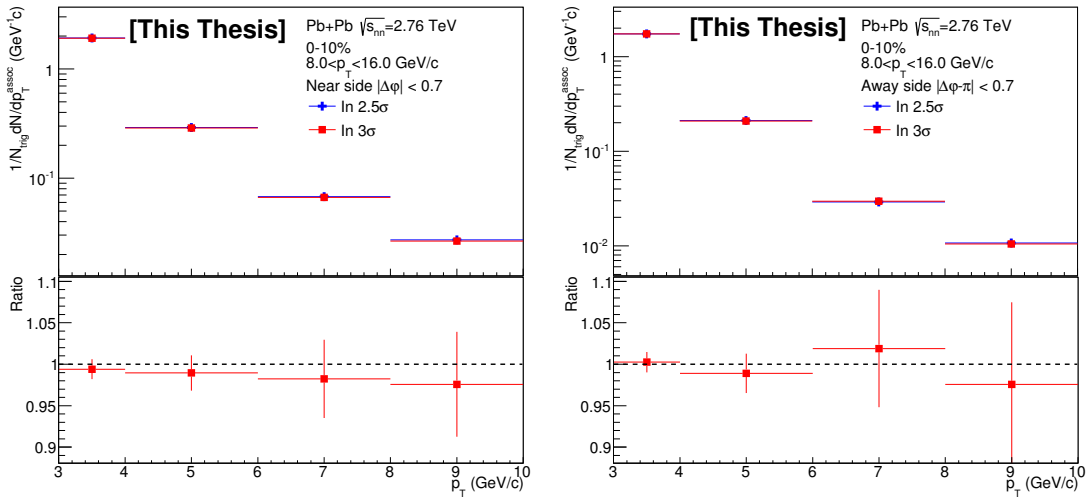 [This Thesis]
Pb+Pb √s_nn=2.76 TeV
0-10%
8.0<p_T<16.0 GeV/c
Near side |Δφ| < 0.7
In 2.5σ
In 3σ
1/N_trig dN/dp_T^assoc (GeV^-1 c)
1
10^-1
Ratio
1.1
1.05
1
0.95
0.9
3 4 5 6 7 8 9 10
p_T (GeV/c)
[This Thesis]
Pb+Pb √s_nn=2.76 TeV
0-10%
8.0<p_T<16.0 GeV/c
Away side |Δφ-π| < 0.7
In 2.5σ
In 3σ
1/N_trig dN/dp_T^assoc (GeV^-1 c)
1
10^-1
10^-2
Ratio
1.1
1.05
1
0.95
0.9
3 4 5 6 7 8 9 10
p_T (GeV/c)